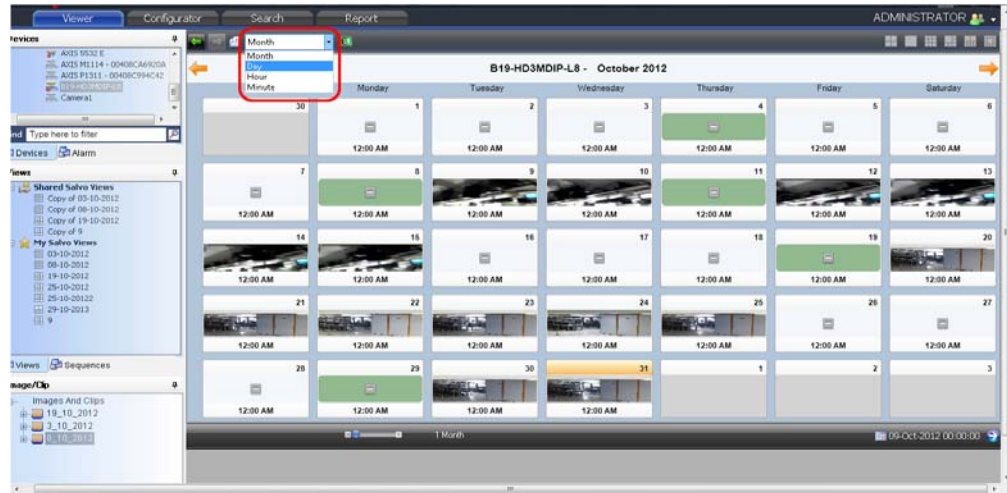 Viewer Configurator Search Report ADMINISTRATOR
Devices
AXIS 5532 E
AXIS M1114 - 00408CA6920A
AXIS P1311 - 00408C994C42
B19-HD3MDIP-L8
Camera1
Type here to filter
Devices Alarm
Views
Shared Salvo Views
Copy of 03-10-2012
Copy of 08-10-2012
Copy of 19-10-2012
Copy of 9
My Salvo Views
03-10-2012
08-10-2012
19-10-2012
25-10-2012
25-10-20122
29-10-2013
9
Views Sequences
Image/Clip
Images And Clips
19_10_2012
3_10_2012
8_10_2012
Month
Month
Day
Hour
Minute
B19-HD3MDIP-L8 - October 2012
Monday Tuesday Wednesday Thursday Friday Saturday
30 1 2 3 4 5 6
12:00 AM 12:00 AM 12:00 AM 12:00 AM 12:00 AM 12:00 AM
7 8 9 10 11 12 13
12:00 AM 12:00 AM 12:00 AM 12:00 AM 12:00 AM 12:00 AM 12:00 AM
14 15 16 17 18 19 20
12:00 AM 12:00 AM 12:00 AM 12:00 AM 12:00 AM 12:00 AM 12:00 AM
21 22 23 24 25 26 27
12:00 AM 12:00 AM 12:00 AM 12:00 AM 12:00 AM 12:00 AM 12:00 AM
28 29 30 31 1 2 3
12:00 AM 12:00 AM 12:00 AM 12:00 AM
1 Month
09-Oct-2012 00:00:00